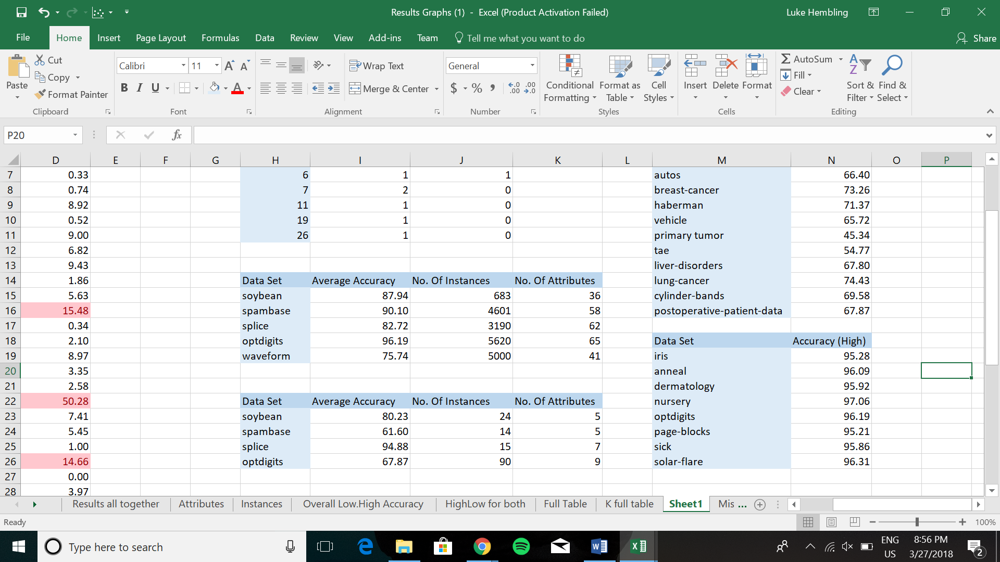 Results Graphs (1) - Excel (Product Activation Failed)
Luke Hembling
File Home Insert Page Layout Formulas Data Review View Add-ins Team Tell me what you want to do Share
Paste
Cut
Copy
Format Painter
Clipboard
Calibri 11
B I U
Font
Wrap Text
Merge & Center
Alignment
General
$ % ,
Number
Conditional Formatting
Format as Table
Cell Styles
Styles
Insert
Delete
Format
Cells
AutoSum
Fill
Clear
Sort & Filter
Find & Select
Editing
P20
fx
D E F G H I J K L M N O P
7 0.33 6 1 1 autos 66.40
8 0.74 7 2 0 breast-cancer 73.26
9 8.92 11 1 0 haberman 71.37
10 0.52 19 1 0 vehicle 65.72
11 9.00 26 1 0 primary tumor 45.34
12 6.82 tae 54.77
13 9.43 liver-disorders 67.80
14 1.86 Data Set Average Accuracy No. Of Instances No. Of Attributes lung-cancer 74.43
15 5.63 soybean 87.94 683 36 cylinder-bands 69.58
16 15.48 spambase 90.10 4601 58 postoperative-patient-data 67.87
17 0.34 splice 82.72 3190 62
18 2.10 optdigits 96.19 5620 65 Data Set Accuracy (High)
19 8.97 waveform 75.74 5000 41 iris 95.28
20 3.35 anneal 96.09
21 2.58 dermatology 95.92
22 50.28 Data Set Average Accuracy No. Of Instances No. Of Attributes nursery 97.06
23 7.41 soybean 80.23 24 5 optdigits 96.19
24 5.45 spambase 61.60 14 5 page-blocks 95.21
25 1.00 splice 94.88 15 7 sick 95.86
26 14.66 optdigits 67.87 90 9 solar-flare 96.31
27 0.00
28 3.97
Results all together Attributes Instances Overall Low.High Accuracy HighLow for both Full Table K full table Sheet1 Mis ...
Ready
100%
Type here to search
ENG
US
8:56 PM
3/27/2018
2